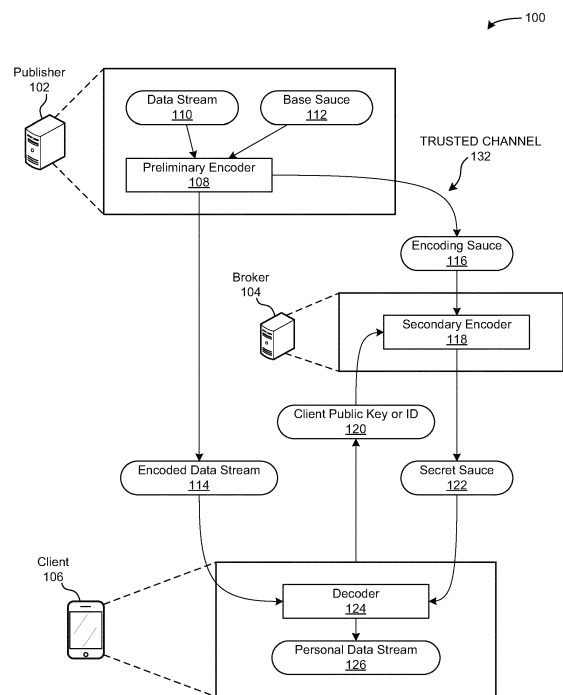 100
Publisher
102
Data Stream
110
Base Sauce
112
Preliminary Encoder
108
TRUSTED CHANNEL
132
Encoding Sauce
116
Broker
104
Secondary Encoder
118
Client Public Key or ID
120
Encoded Data Stream
114
Secret Sauce
122
Client
106
Decoder
124
Personal Data Stream
126